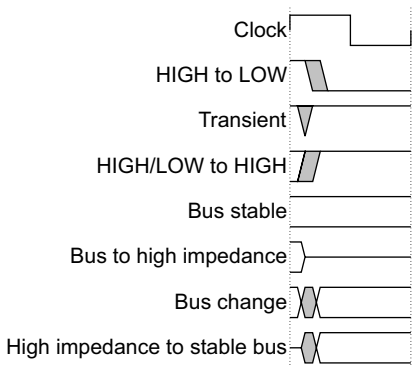 Clock
HIGH to LOW
Transient
HIGH/LOW to HIGH
Bus stable
Bus to high impedance
Bus change
High impedance to stable bus